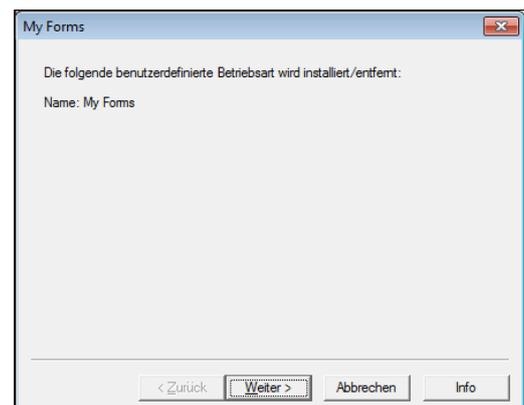 My Forms
Die folgende benutzerdefinierte Betriebsart wird installiert/entfernt:
Name: My Forms
< Zurück Weiter > Abbrechen Info